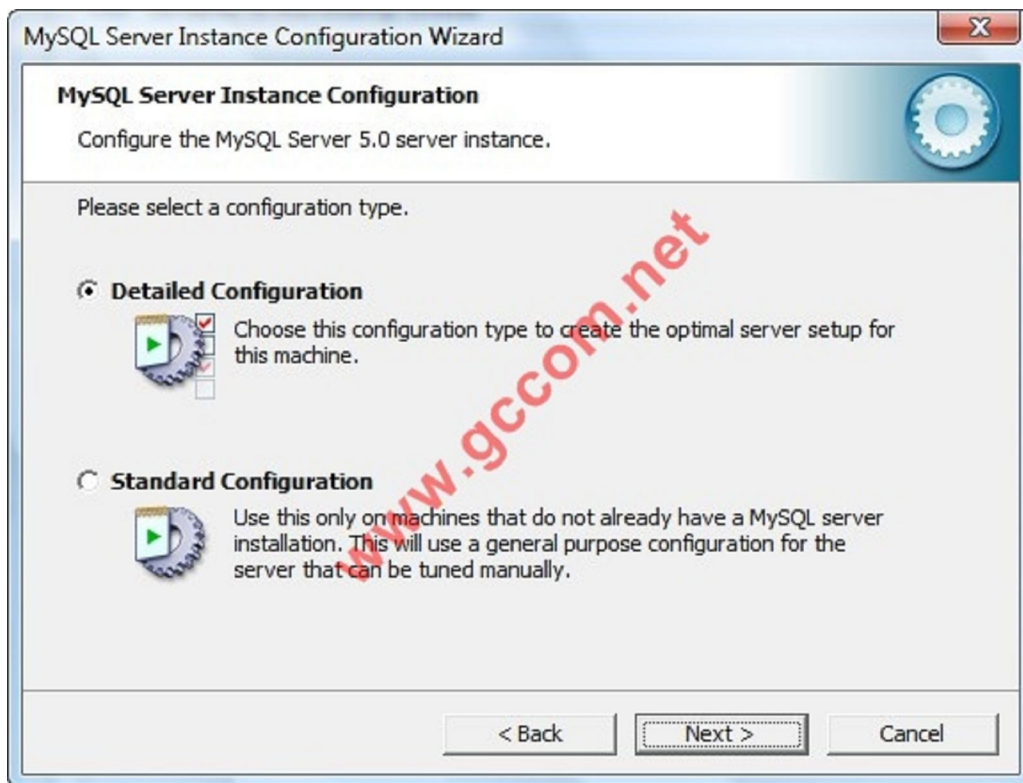 MySQL Server Instance Configuration Wizard
X
MySQL Server Instance Configuration
Configure the MySQL Server 5.0 server instance.
Please select a configuration type.
Detailed Configuration
Choose this configuration type to create the optimal server setup for
this machine.
Standard Configuration
Use this only on machines that do not already have a MySQL server
installation. This will use a general purpose configuration for the
server that can be tuned manually.
www.gccom.net
< Back
Next >
Cancel